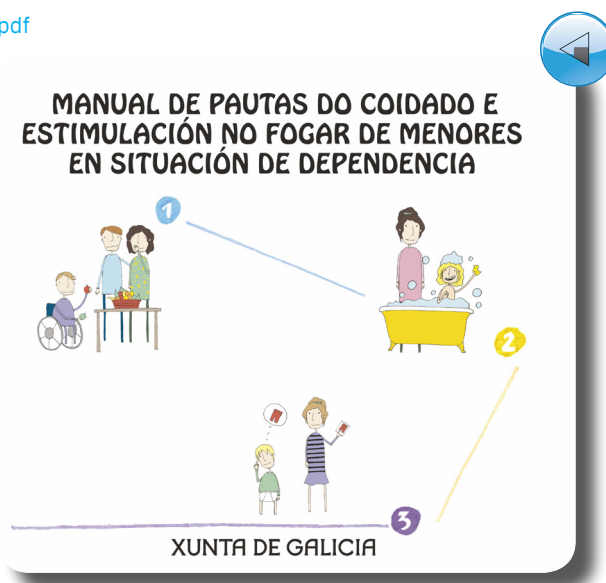 pdf
MANUAL DE PAUTAS DO COIDADO E
ESTIMULACIÓN NO FOGAR DE MENORES
EN SITUACIÓN DE DEPENDENCIA
1
2
3
XUNTA DE GALICIA